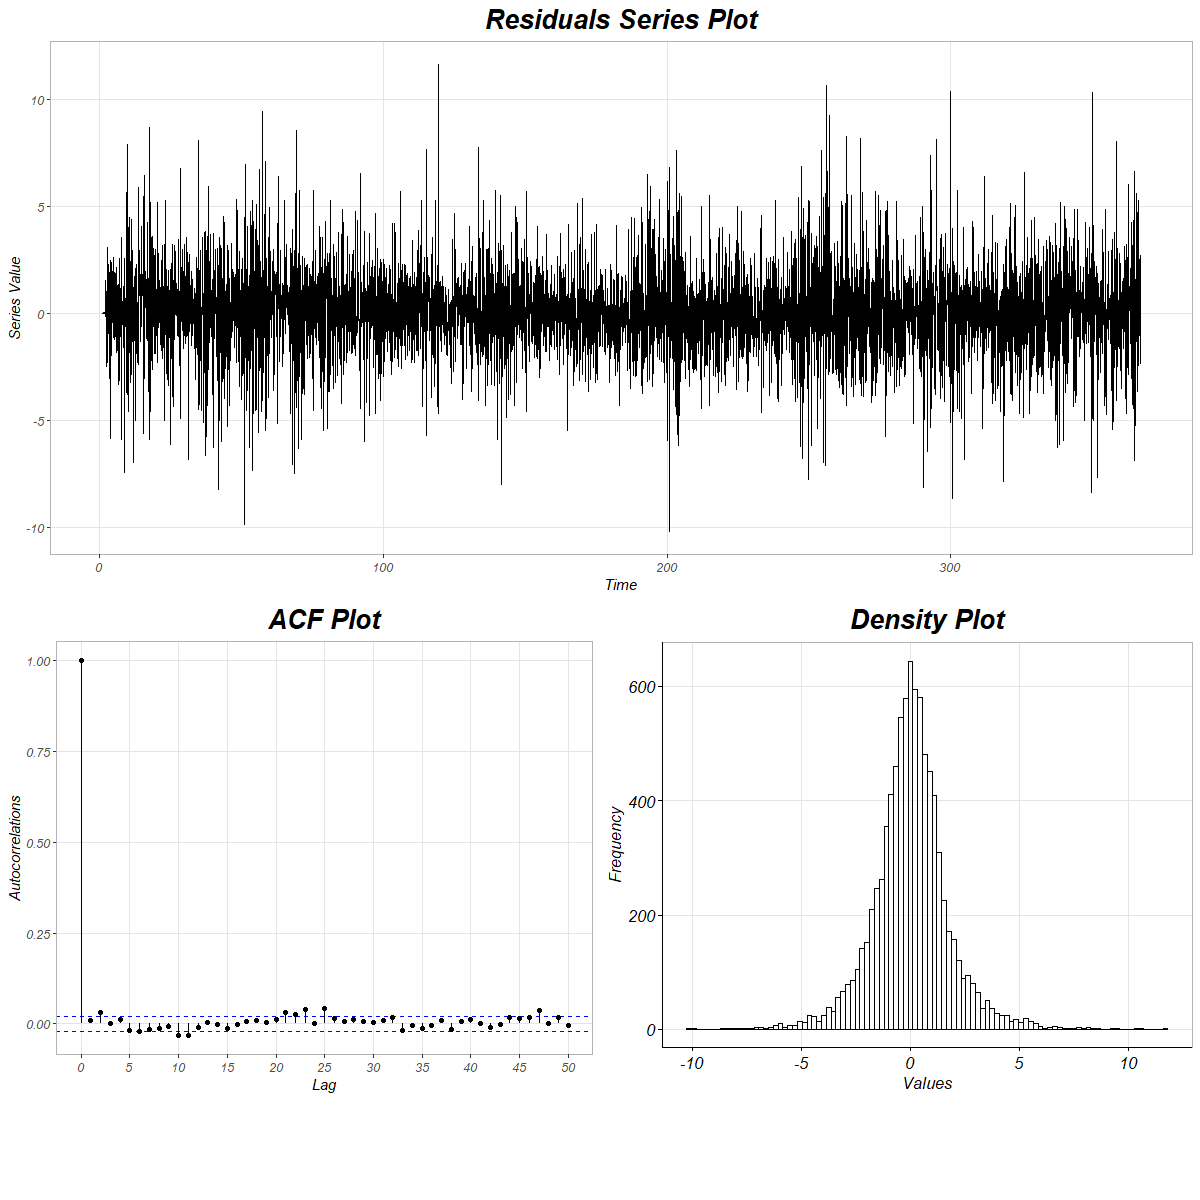 Residuals Series Plot
10
5
0
-5
-10
Series Value
0 100 200 300
Time
ACF Plot
1.00
0.75
0.50
0.25
0.00
Autocorrelations
0 5 10 15 20 25 30 35 40 45 50
Lag
Density Plot
600
400
200
0
Frequency
-10 -5 0 5 10
Values